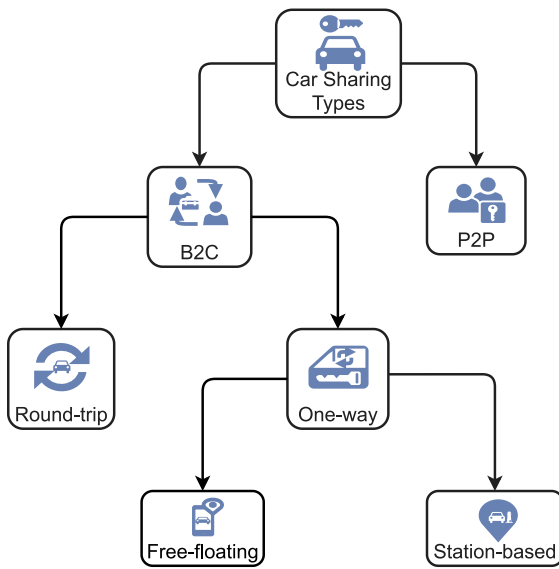 Car Sharing
Types
B2C
P2P
Round-trip
One-way
Free-floating
Station-based